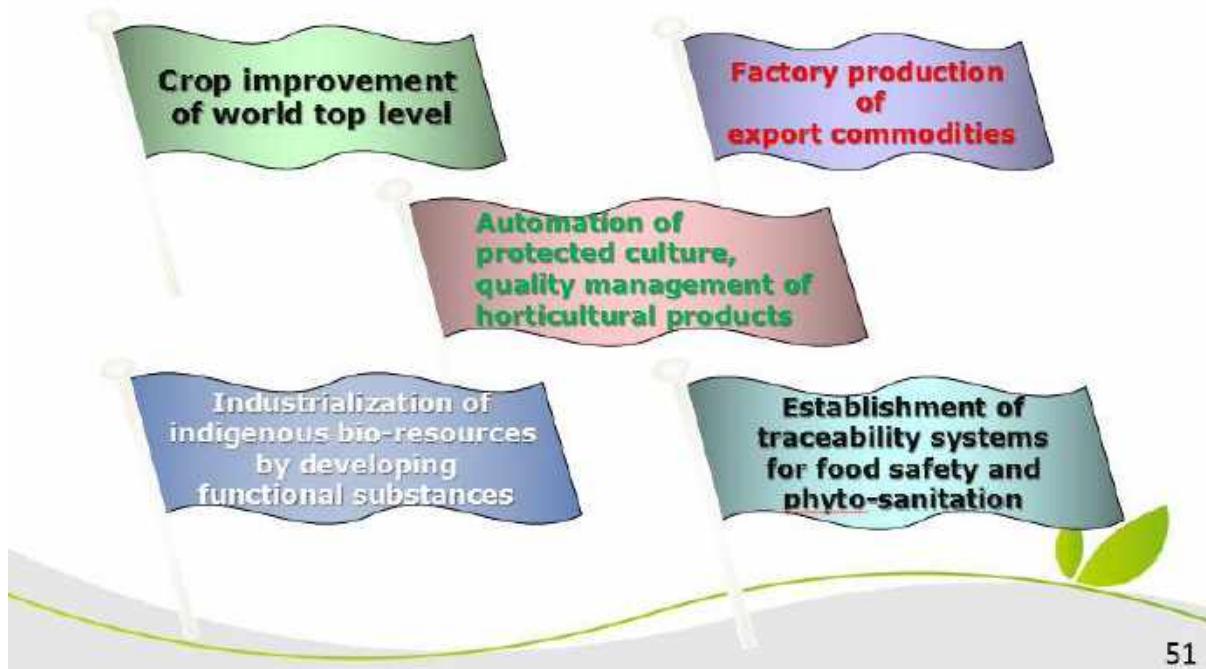 Crop improvement
of world top level
Factory production
of
export commodities
Automation of
protected culture,
quality management of
horticultural products
Industrialization of
indigenous bio-resources
by developing
functional substances
Establishment of
traceability systems
for food safety and
phyto-sanitation
51